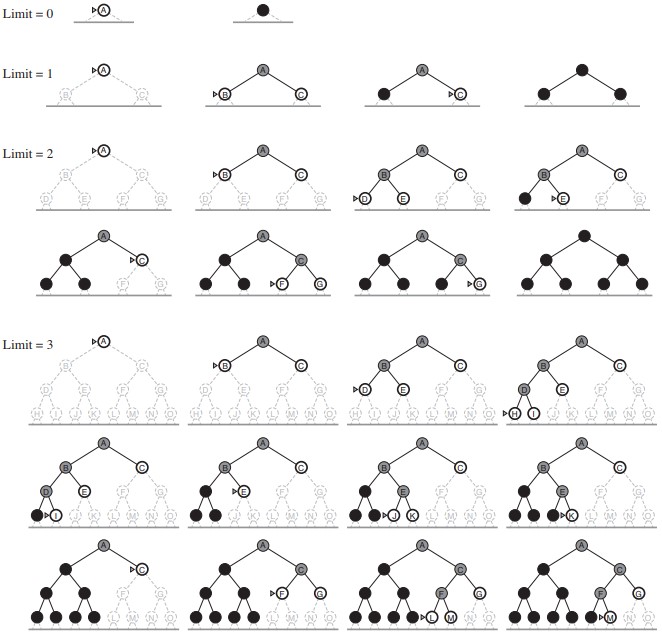 Limit = 0 A
Limit = 1 A A A
B C B C C
Limit = 2 A A A A
B C B C B C B C
D E F G D E F G D E F G E F G
A A A
C C C
F G F G G
Limit = 3 A A A A
B C B C B C B C
D E F G D E F G D E F G D E F G
H I J K L M N O H I J K L M N O H I J K L M N O H I J K L M N O
A A A A
B C B C B C B C
D E F G E F G E F G E F G
I J K L M N O J K L M N O J K L M N O K L M N O
A A A A
C C C C
F G F G F G F G
L M N O L M N O L M N O M N O